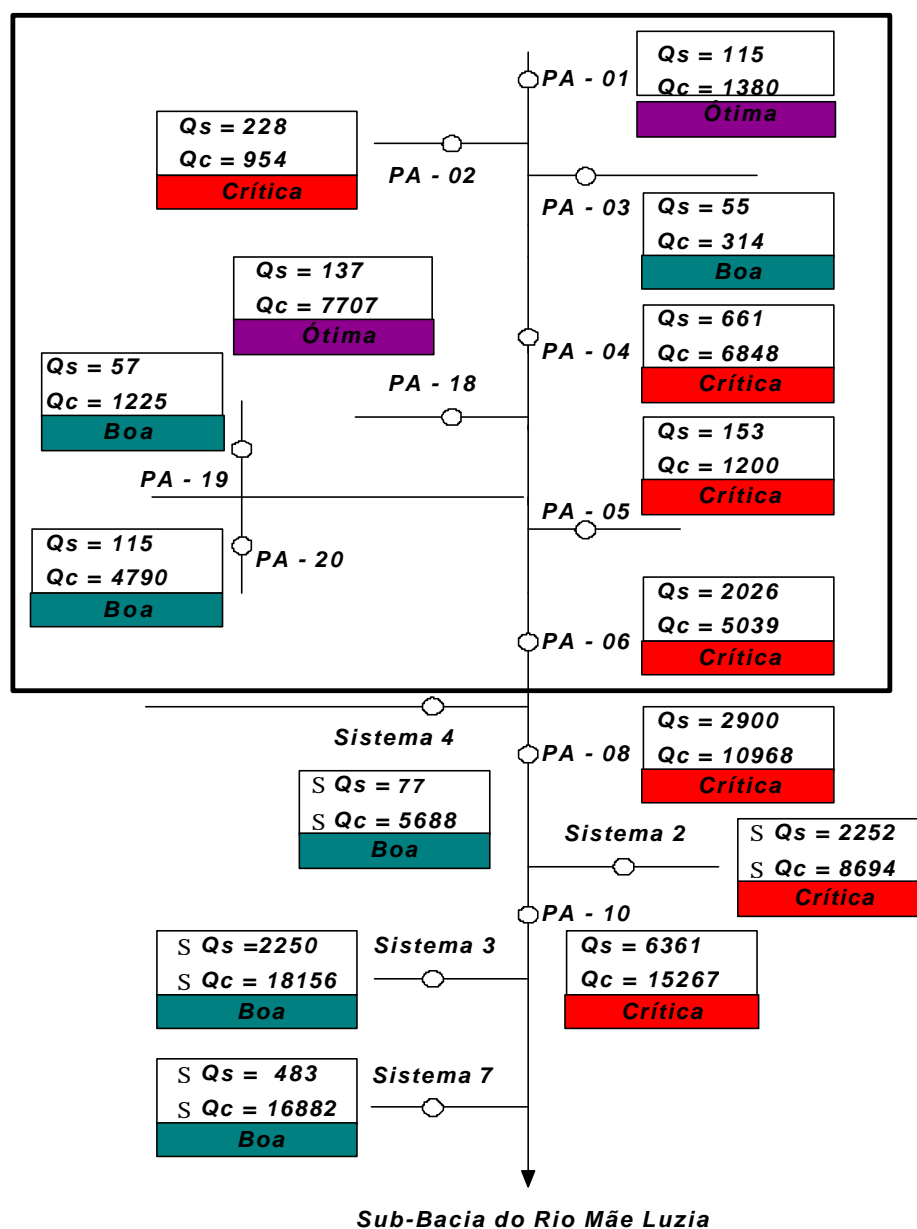 PA - 01
Qs = 115
Qc = 1380
Ótima
Qs = 228
Qc = 954
Crítica
PA - 02
PA - 03
Qs = 55
Qc = 314
Boa
Qs = 137
Qc = 7707
Ótima
PA - 04
Qs = 661
Qc = 6848
Crítica
Qs = 57
Qc = 1225
Boa
PA - 18
Qs = 153
Qc = 1200
Crítica
PA - 19
PA - 05
Qs = 115
Qc = 4790
Boa
PA - 20
Qs = 2026
Qc = 5039
Crítica
PA - 06
Sistema 4
PA - 08
Qs = 2900
Qc = 10968
Crítica
S Qs = 77
S Qc = 5688
Boa
Sistema 2
S Qs = 2252
S Qc = 8694
Crítica
PA - 10
S Qs =2250
S Qc = 18156
Boa
Sistema 3
Qs = 6361
Qc = 15267
Crítica
S Qs = 483
S Qc = 16882
Boa
Sistema 7
Sub-Bacia do Rio Mãe Luzia